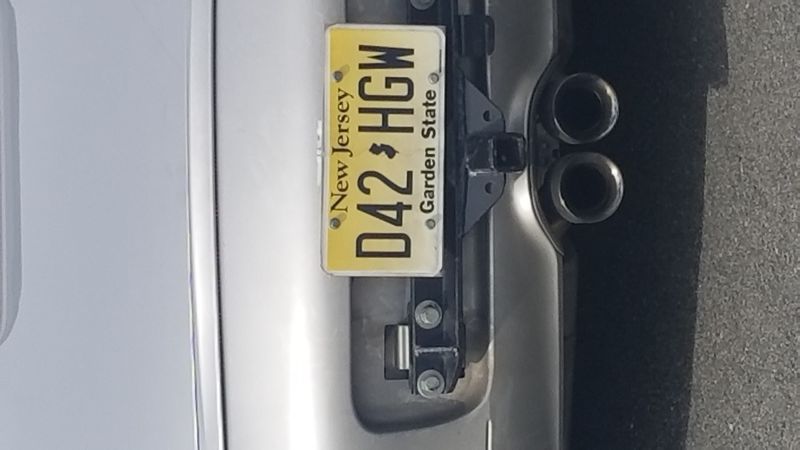 New Jersey
D42 HGW
Garden State